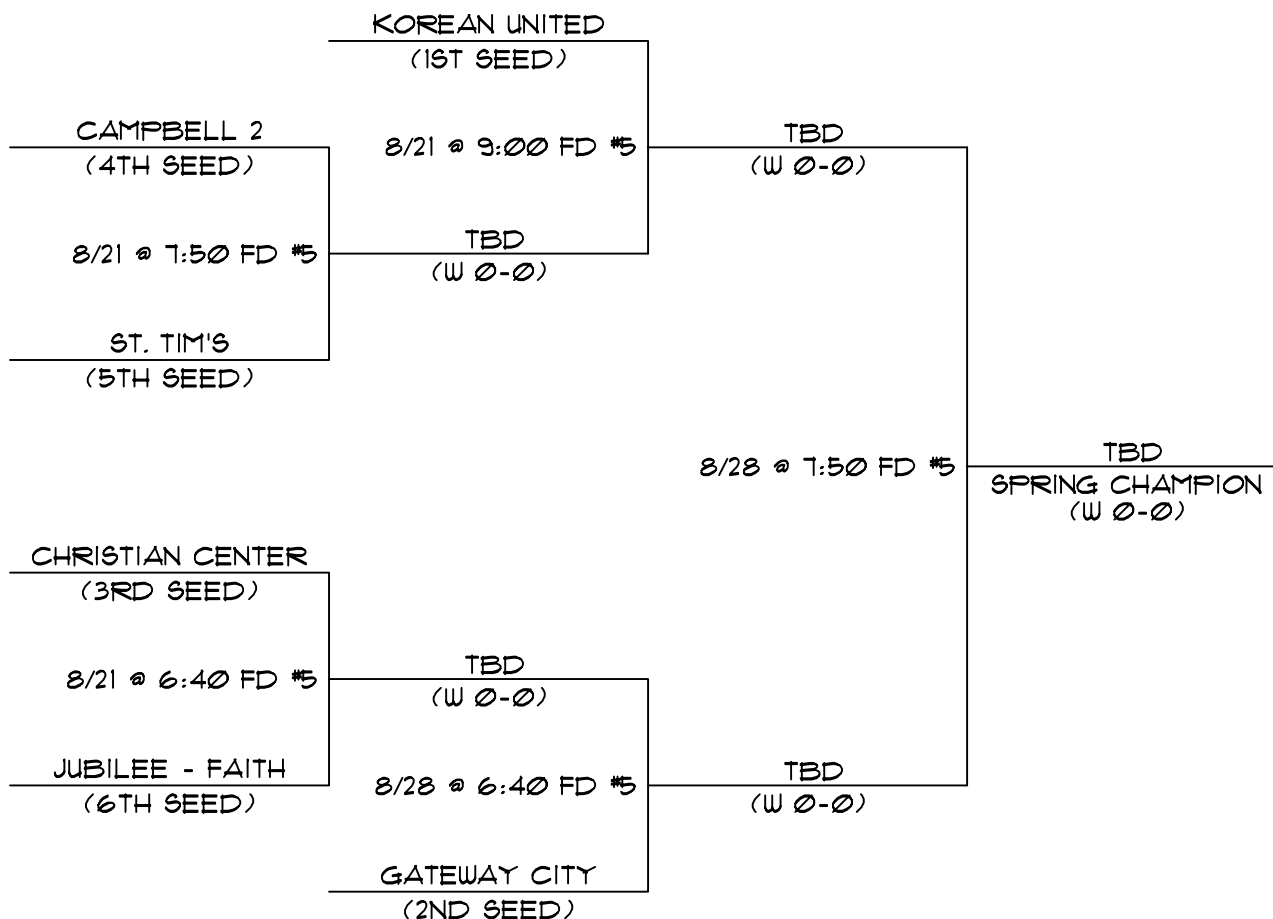 KOREAN UNITED
(1ST SEED)
CAMPBELL 2
(4TH SEED)
8/21 @ 9:00 FD #5
TBD
(W 0-0)
8/21 @ 7:50 FD #5
TBD
(W 0-0)
ST. TIM'S
(5TH SEED)
8/28 @ 7:50 FD #5
TBD
SPRING CHAMPION
(W 0-0)
CHRISTIAN CENTER
(3RD SEED)
8/21 @ 6:40 FD #5
TBD
(W 0-0)
JUBILEE - FAITH
(6TH SEED)
8/28 @ 6:40 FD #5
TBD
(W 0-0)
GATEWAY CITY
(2ND SEED)